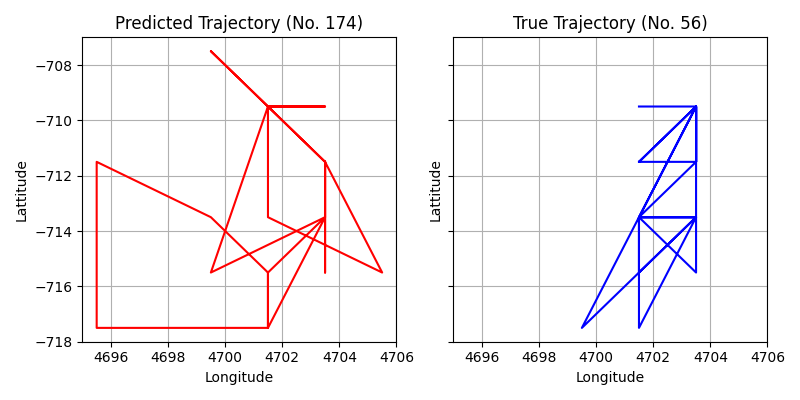 Predicted Trajectory (No. 174)
True Trajectory (No. 56)
Lattitude
−708
−710
−712
−714
−716
−718
4696 4698 4700 4702 4704 4706
Longitude
Lattitude
4696 4698 4700 4702 4704 4706
Longitude